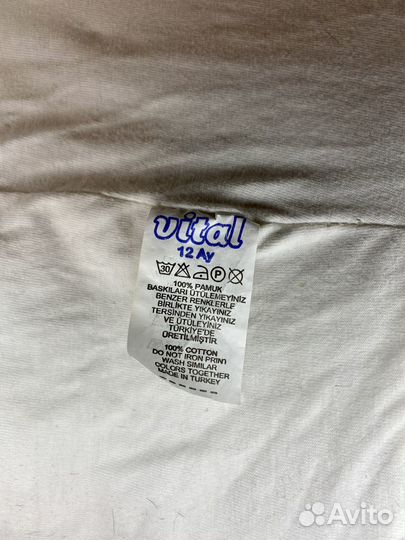 vital
12 Ay
30 P
100% PAMUK
BASKILARI ÜTÜLEMEYİNİZ
BENZER RENKLERLE
BİRLİKTE YIKAYINIZ
TERSİNDEN YIKAYINIZ
VE ÜTÜLEYİNİZ
TÜRKİYE'DE
ÜRETİLMİŞTİR
100% COTTON
DO NOT IRON PRINT
WASH SIMILAR
COLORS TOGETHER
MADE IN TURKEY
Avito